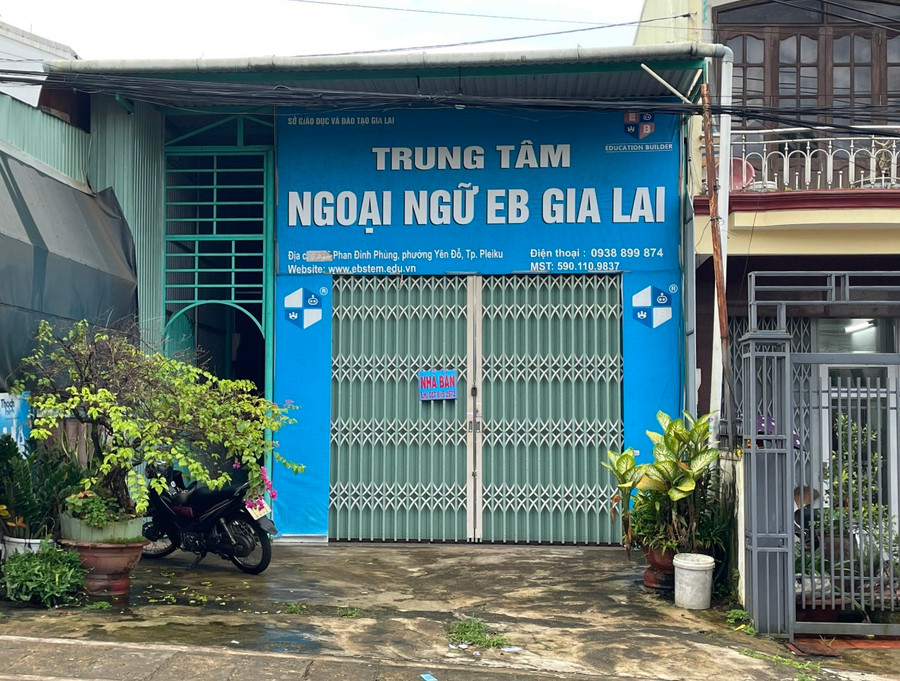 SỞ GIÁO DỤC VÀ ĐÀO TẠO GIA LAI
E B
EDUCATION BUILDER
TRUNG TÂM
NGOẠI NGỮ EB GIA LAI
Địa c Phan Đình Phùng, phường Yên Đỗ, Tp. Pleiku
Điện thoại : 0938 899 874
Website: www.ebstem.edu.vn
MST: 590.110.9837
®
®
NHÀ BÁN